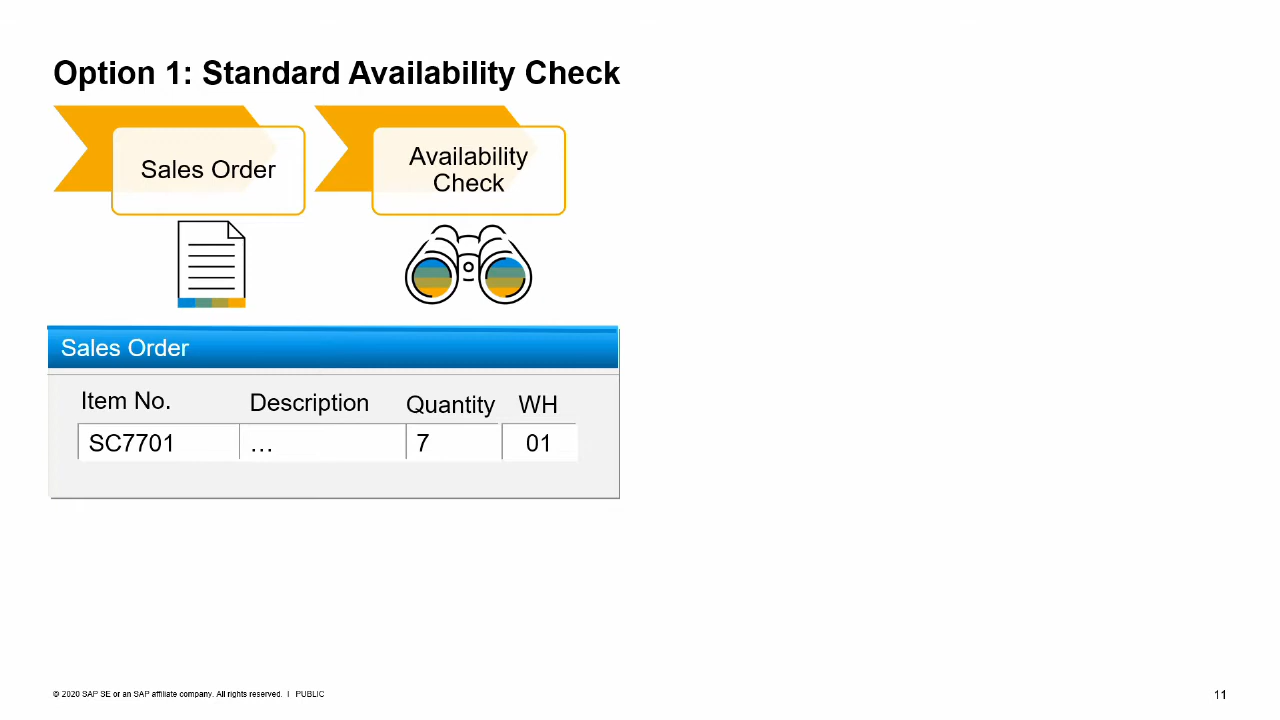 Option 1: Standard Availability Check
Sales Order
Availability
Check
Sales Order
Item No. Description Quantity WH
SC7701 … 7 01
© 2020 SAP SE or an SAP affiliate company. All rights reserved. I PUBLIC
11